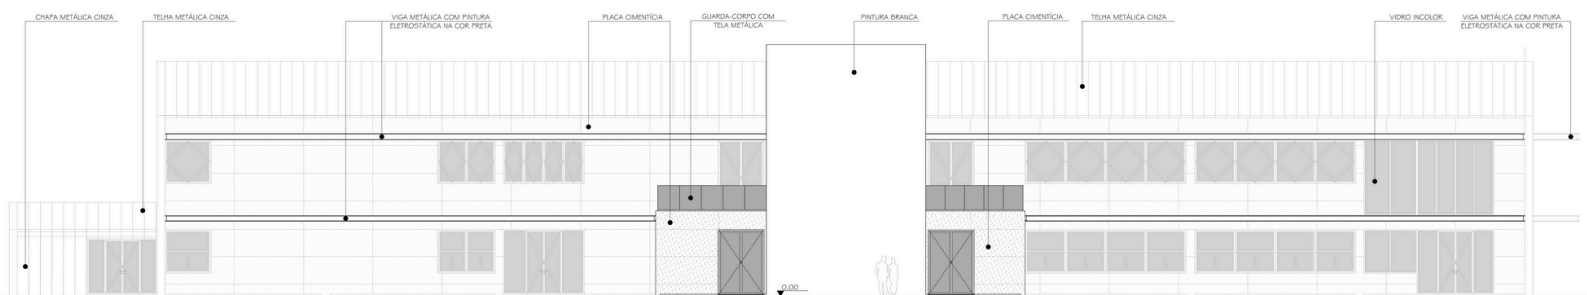 CHAPA METÁLICA CINZA
TELHA METÁLICA CINZA
VIGA METÁLICA COM PINTURA
ELETROSTÁTICA NA COR PRETA
PLACA CIMENTÍCIA
GUARDA-CORPO COM
TELA METÁLICA
PINTURA BRANCA
PLACA CIMENTÍCIA
TELHA METÁLICA CINZA
VIDRO INCOLOR
VIGA METÁLICA COM PINTURA
ELETROSTÁTICA NA COR PRETA
0.00